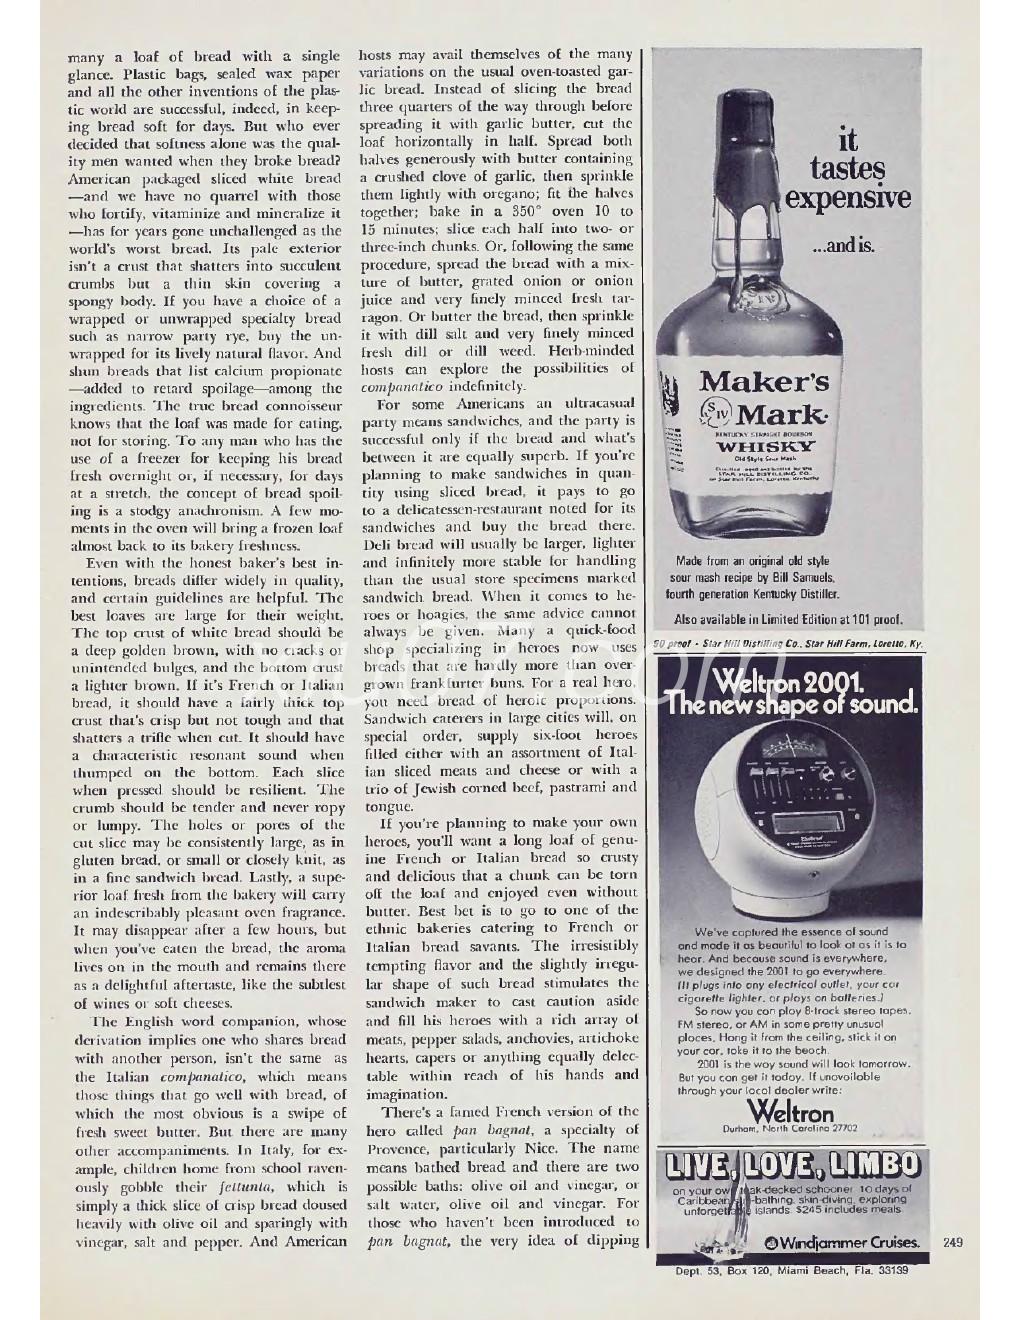 many a loaf of bread with a single
glance. Plastic bags, sealed wax paper
and all the other inventions of the plas-
tic world are successful, indeed, in keep-
ing bread soft for days. But who ever
decided that softness alone was the qual-
ity men wanted when they broke bread?
American packaged sliced white bread
—and we have no quarrel with those
who fortify, vitaminize and mineralize it
—has for years gone unchallenged as the
world's worst bread. Its pale exterior
isn't a crust that shatters into succulent
crumbs but a thin skin covering a
spongy body. If you have a choice of a
wrapped or unwrapped specialty bread
such as narrow party rye, buy the un-
wrapped for its lively natural flavor. And
shun breads that list calcium propionate
—added to retard spoilage—among the
ingredients. The true bread connoisseur
knows that the loaf was made for eating,
not for storing. To any man who has the
use of a freezer for keeping his bread
fresh overnight or, if necessary, for days
at a stretch, the concept of bread spoil-
ing is a stodgy anachronism. A few mo-
ments in the oven will bring a frozen loaf
almost back to its bakery freshness.
Even with the honest baker's best in-
tentions, breads differ widely in quality,
and certain guidelines are helpful. The
best loaves are large for their weight.
The top crust of white bread should be
a deep golden brown, with no cracks or
unintended bulges, and the bottom crust
a lighter brown. If it's French or Italian
bread, it should have a fairly thick top
crust that's crisp but not tough and that
shatters a trifle when cut. It should have
a characteristic resonant sound when
thumped on the bottom. Each slice
when pressed should be resilient. The
crumb should be tender and never ropy
or lumpy. The holes or pores of the
cut slice may be consistently large, as in
gluten bread, or small or closely knit, as
in a fine sandwich bread. Lastly, a supe-
rior loaf fresh from the bakery will carry
an indescribably pleasant oven fragrance.
It may disappear after a few hours, but
when you've eaten the bread, the aroma
lives on in the mouth and remains there
as a delightful aftertaste, like the subtlest
of wines or soft cheeses.
The English word companion, whose
derivation implies one who shares bread
with another person, isn't the same as
the Italian companatico, which means
those things that go well with bread, of
which the most obvious is a swipe of
fresh sweet butter. But there are many
other accompaniments. In Italy, for ex-
ample, children home from school raven-
ously gobble their fettunta, which is
simply a thick slice of crisp bread doused
heavily with olive oil and sparingly with
vinegar, salt and pepper. And American
hosts may avail themselves of the many
variations on the usual oven-toasted gar-
lic bread. Instead of slicing the bread
three quarters of the way through before
spreading it with garlic butter, cut the
loaf horizontally in half. Spread both
halves generously with butter containing
a crushed clove of garlic, then sprinkle
them lightly with oregano; fit the halves
together; bake in a 350° oven 10 to
15 minutes; slice each half into two- or
three-inch chunks. Or, following the same
procedure, spread the bread with a mix-
ture of butter, grated onion or onion
juice and very finely minced fresh tar-
ragon. Or butter the bread, then sprinkle
it with dill salt and very finely minced
fresh dill or dill weed. Herb-minded
hosts can explore the possibilities of
companatico indefinitely.
For some Americans an ultracasual
party means sandwiches, and the party is
successful only if the bread and what's
between it are equally superb. If you're
planning to make sandwiches in quan-
tity using sliced bread, it pays to go
to a delicatessen-restaurant noted for its
sandwiches and buy the bread there.
Deli bread will usually be larger, lighter
and infinitely more stable for handling
than the usual store specimens marked
sandwich bread. When it comes to he-
roes or hoagies, the same advice cannot
always be given. Many a quick-food
shop specializing in heroes now uses
breads that are hardly more than over-
grown frankfurter buns. For a real hero,
you need bread of heroic proportions.
Sandwich caterers in large cities will, on
special order, supply six-foot heroes
filled either with an assortment of Ital-
ian sliced meats and cheese or with a
trio of Jewish corned beef, pastrami and
tongue.
If you're planning to make your own
heroes, you'll want a long loaf of genu-
ine French or Italian bread so crusty
and delicious that a chunk can be torn
off the loaf and enjoyed even without
butter. Best bet is to go to one of the
ethnic bakeries catering to French or
Italian bread savants. The irresistibly
tempting flavor and the slightly irregu-
lar shape of such bread stimulates the
sandwich maker to cast caution aside
and fill his heroes with a rich array of
meats, pepper salads, anchovies, artichoke
hearts, capers or anything equally delec-
table within reach of his hands and
imagination.
There's a famed French version of the
hero called pan bagnat, a specialty of
Provence, particularly Nice. The name
means bathed bread and there are two
possible baths: olive oil and vinegar, or
salt water, olive oil and vinegar. For
those who haven't been introduced to
pan bagnat, the very idea of dipping
it
tastes
expensive
...and is.
Maker's
SIV Mark.
KENTUCKY STRAIGHT BOURBON
WHISKY
Old Style Sour Mash
STAR HILL DISTILLING CO.
Star Hill Farm, Loretto, Kentucky
Made from an original old style
sour mash recipe by Bill Samuels,
fourth generation Kentucky Distiller.
Also available in Limited Edition at 101 proof.
90 proof • Star Hill Distilling Co., Star Hill Farm, Loretto, Ky.
Weltron 2001.
The new shape of sound.
We've captured the essence of sound
and made it as beautiful to look at as it is to
hear. And because sound is everywhere,
we designed the 2001 to go everywhere.
(It plugs into any electrical outlet, your car
cigarette lighter, or plays on batteries.)
So now you can play 8-track stereo tapes,
FM stereo, or AM in some pretty unusual
places. Hang it from the ceiling, stick it on
your car, take it to the beach.
2001 is the way sound will look tomorrow.
But you can get it today. If unavailable
through your local dealer write:
Weltron
Durham, North Carolina 27702
LIVE, LOVE, LIMBO
on your own teak-decked schooner. 10 days of
Caribbean sun-bathing, skin-diving, exploring
unforgettable islands. $245 includes meals.
Windjammer Cruises.
Dept. 53, Box 120, Miami Beach, Fla. 33139
249